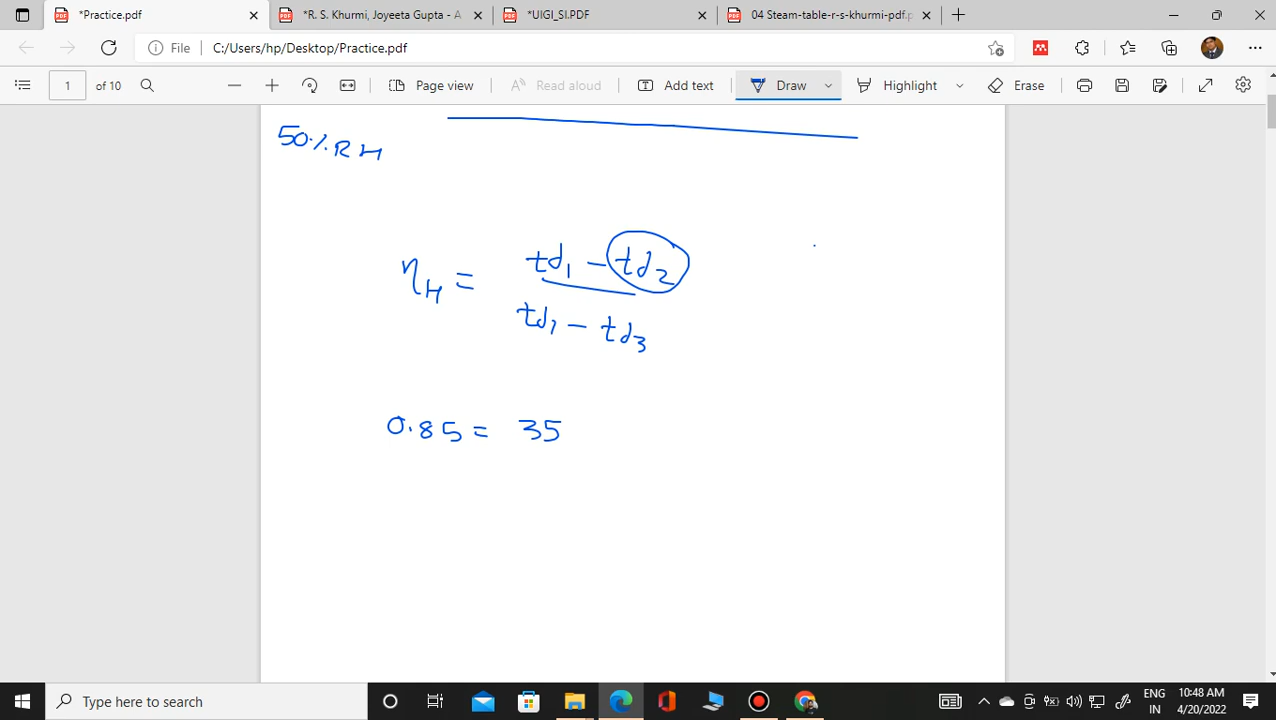 *Practice.pdf
*R. S. Khurmi, Joyeeta Gupta - A
*UIGI_SI.PDF
04 Steam-table-r-s-khurmi-pdf.p
File
C:/Users/hp/Desktop/Practice.pdf
1 of 10
Page view
Read aloud
Add text
Draw
Highlight
Erase
50% RH
ηH = td1 - td2
td1 - td3
0.85 = 35
Type here to search
ENG
IN
10:48 AM
4/20/2022